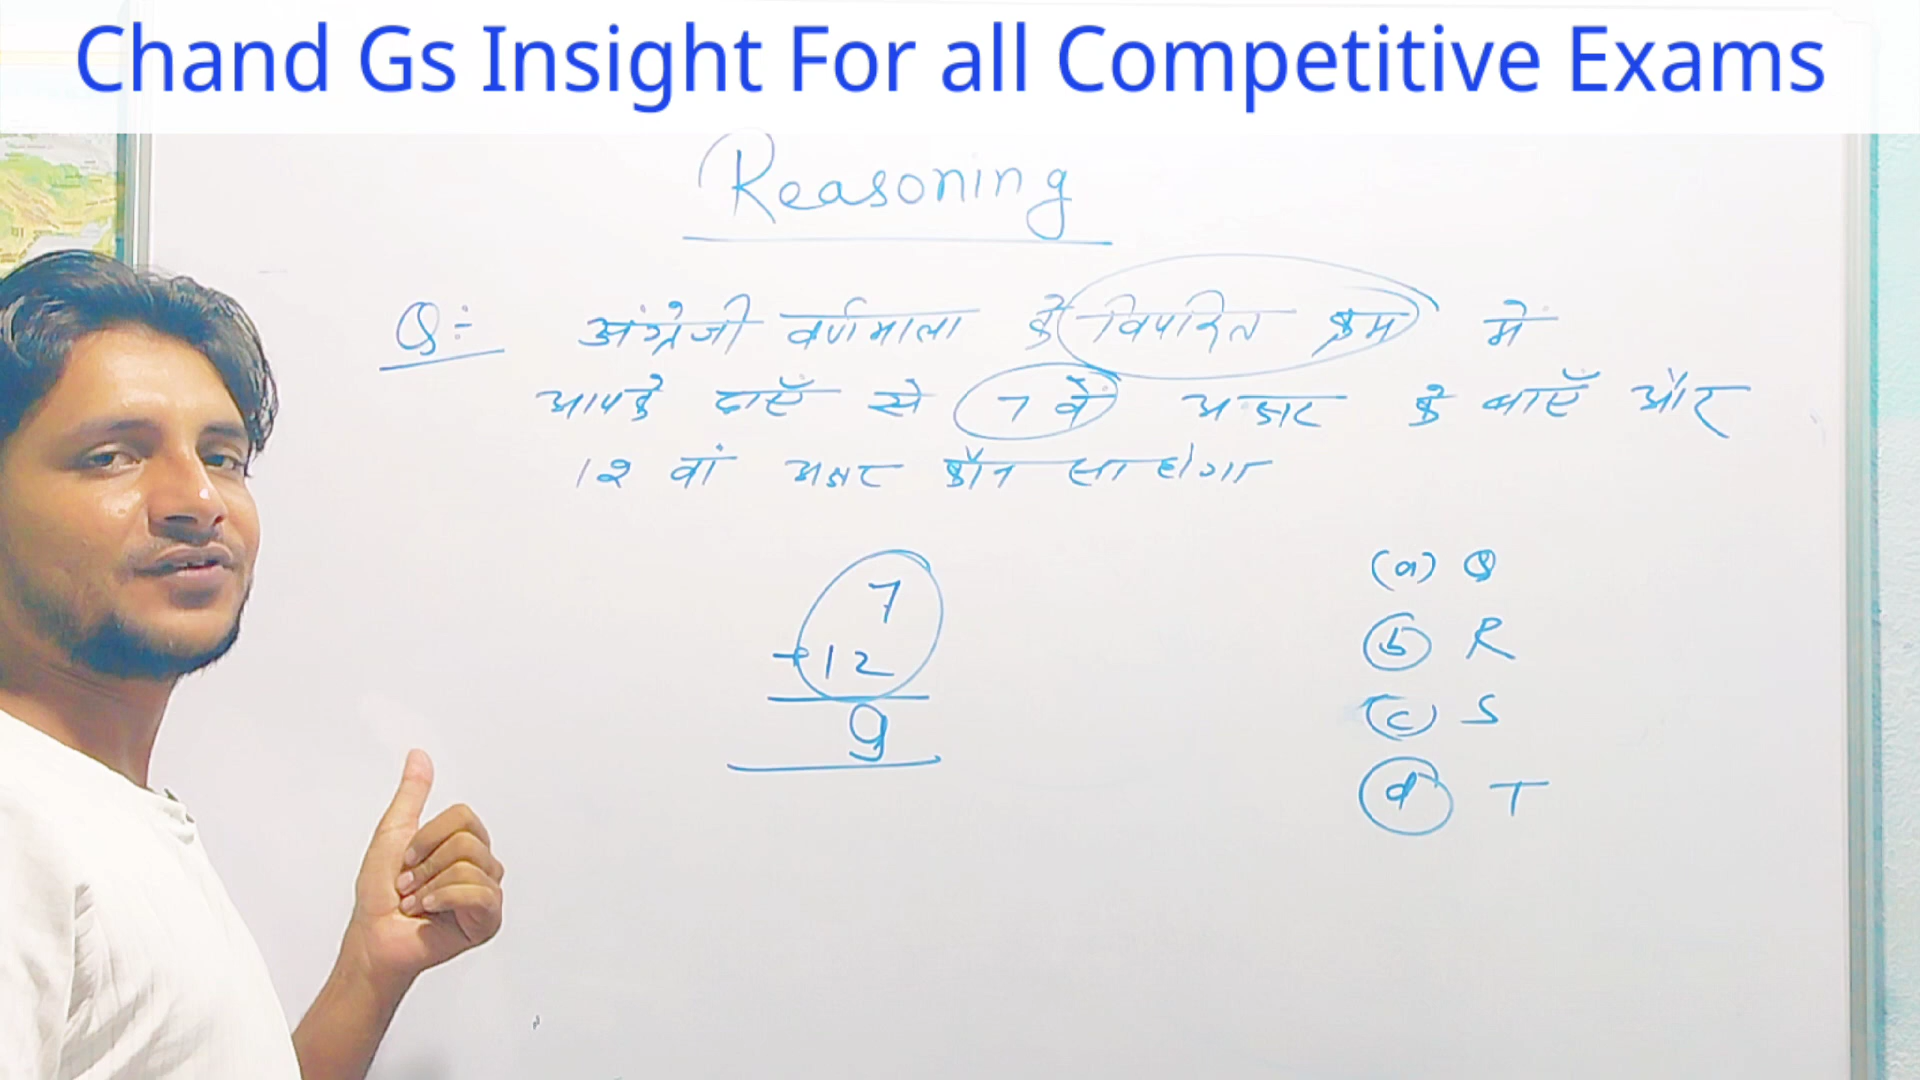 Chand Gs Insight For all Competitive Exams
Reasoning
Q:- अंग्रेजी वर्णमाला के विपरित क्रम में
आपके दाएँ से 7 वें अक्षर के बाएँ और
12 वां अक्षर कौन सा होगा
7
+12
9
(a) Q
(b) R
(c) S
(d) T